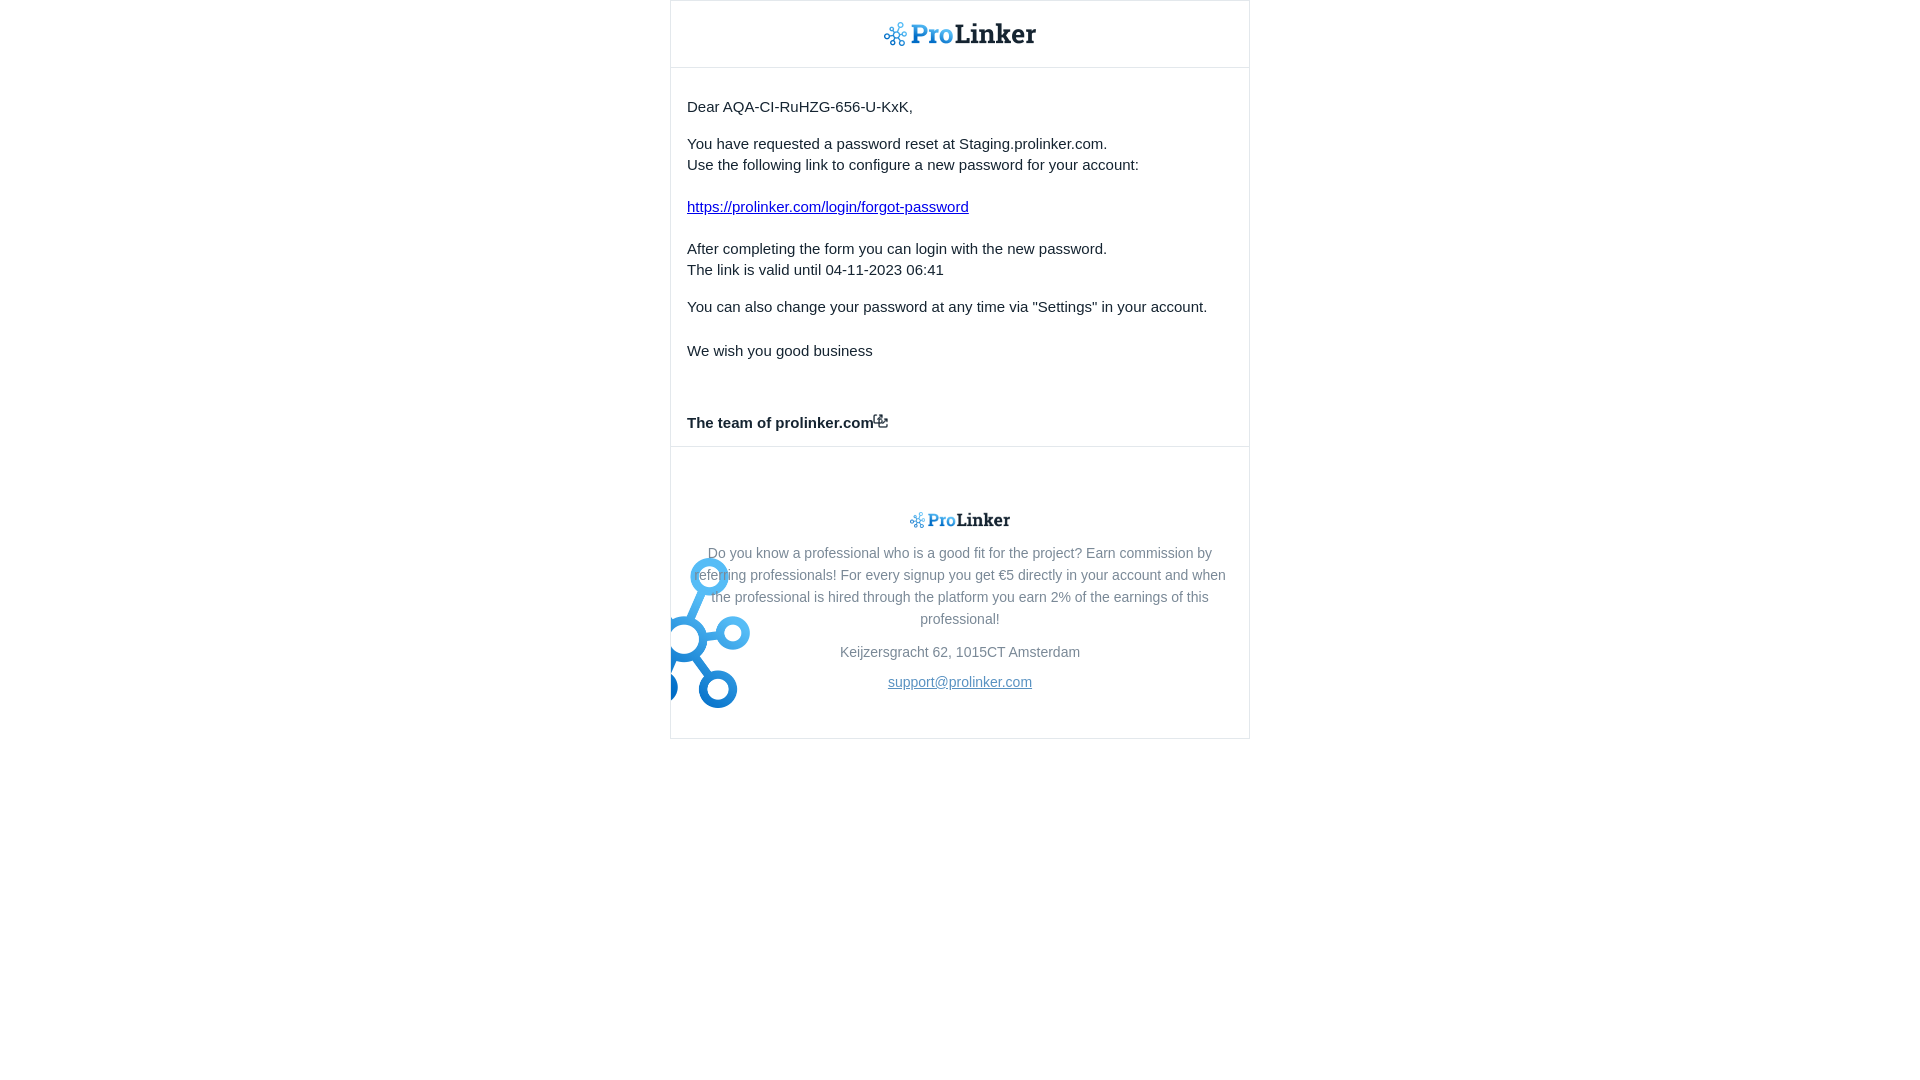 ProLinker
Dear AQA-CI-RuHZG-656-U-KxK,
You have requested a password reset at Staging.prolinker.com.
Use the following link to configure a new password for your account:
https://prolinker.com/login/forgot-password
After completing the form you can login with the new password.
The link is valid until 04-11-2023 06:41
You can also change your password at any time via "Settings" in your account.
We wish you good business
The team of prolinker.com
ProLinker
Do you know a professional who is a good fit for the project? Earn commission by
referring professionals! For every signup you get €5 directly in your account and when
the professional is hired through the platform you earn 2% of the earnings of this
professional!
Keijzersgracht 62, 1015CT Amsterdam
support@prolinker.com